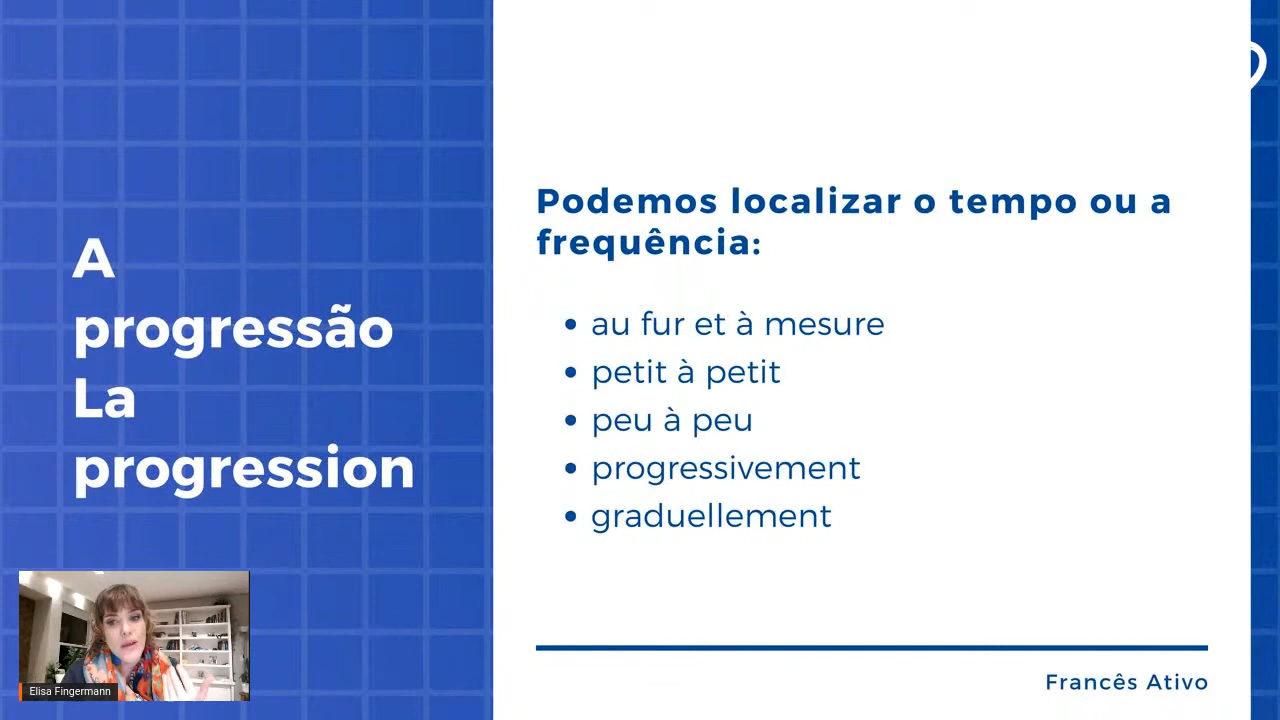 A
progressão
La
progression
Podemos localizar o tempo ou a
frequência:
• au fur et à mesure
• petit à petit
• peu à peu
• progressivement
• graduellement
Francês Ativo
Elisa Fingermann